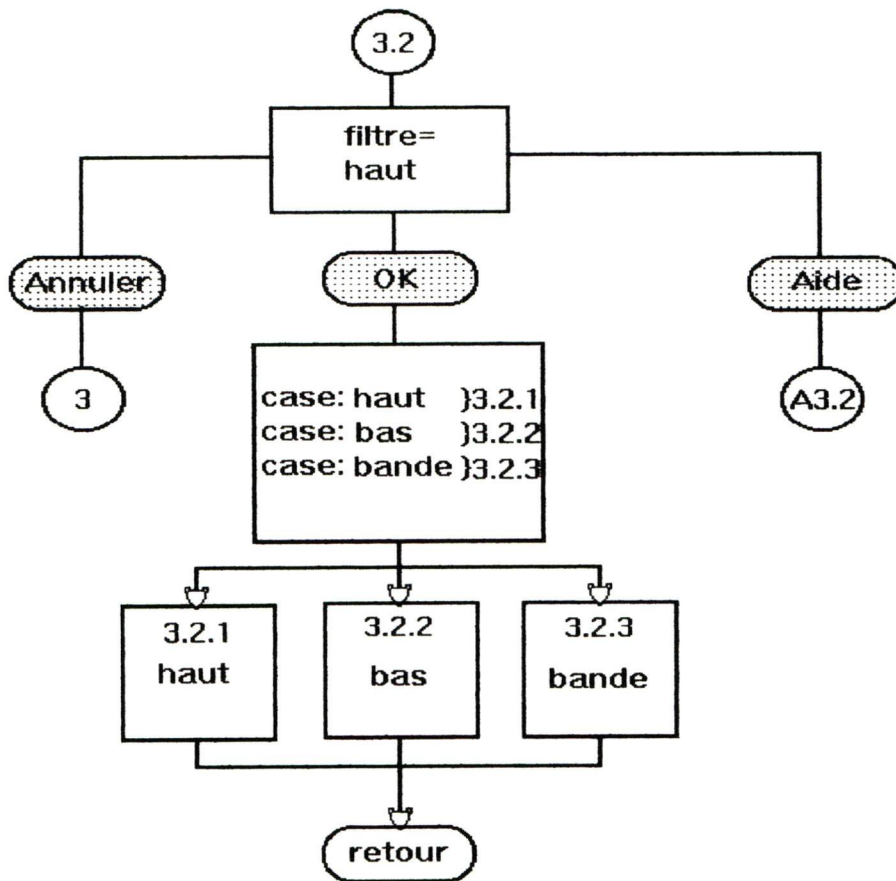 3.2
filtre=
haut
Annuler
OK
Aide
3
A3.2
case: haut }3.2.1
case: bas }3.2.2
case: bande }3.2.3
3.2.1
haut
3.2.2
bas
3.2.3
bande
retour